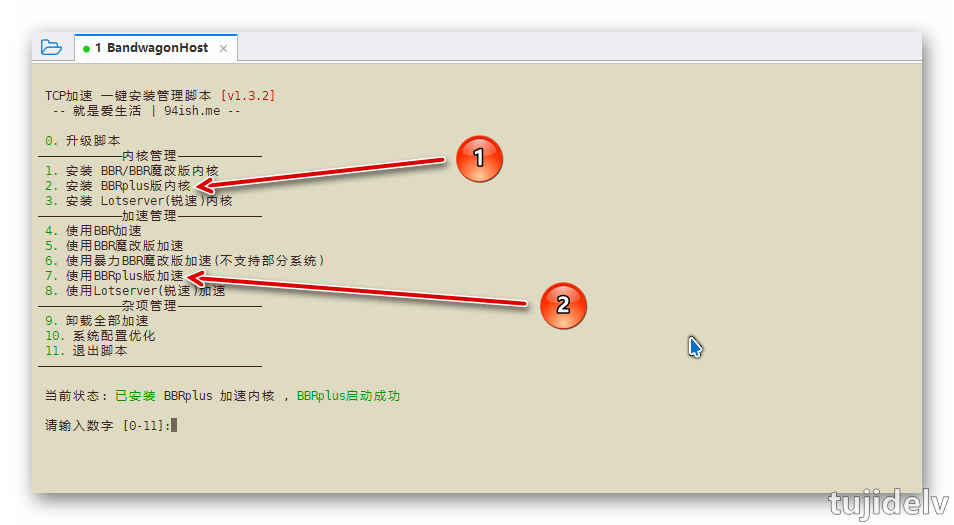 1 BandwagonHost ×
TCP加速 一键安装管理脚本 [v1.3.2]
-- 就是爱生活 | 94ish.me --
0. 升级脚本
内核管理
1. 安装 BBR/BBR魔改版内核
2. 安装 BBRplus版内核
3. 安装 Lotserver(锐速)内核
加速管理
4. 使用BBR加速
5. 使用BBR魔改版加速
6. 使用暴力BBR魔改版加速(不支持部分系统)
7. 使用BBRplus版加速
8. 使用Lotserver(锐速)加速
杂项管理
9. 卸载全部加速
10. 系统配置优化
11. 退出脚本
当前状态: 已安装 BBRplus 加速内核 , BBRplus启动成功
请输入数字 [0-11]:
1
2
tujidelv